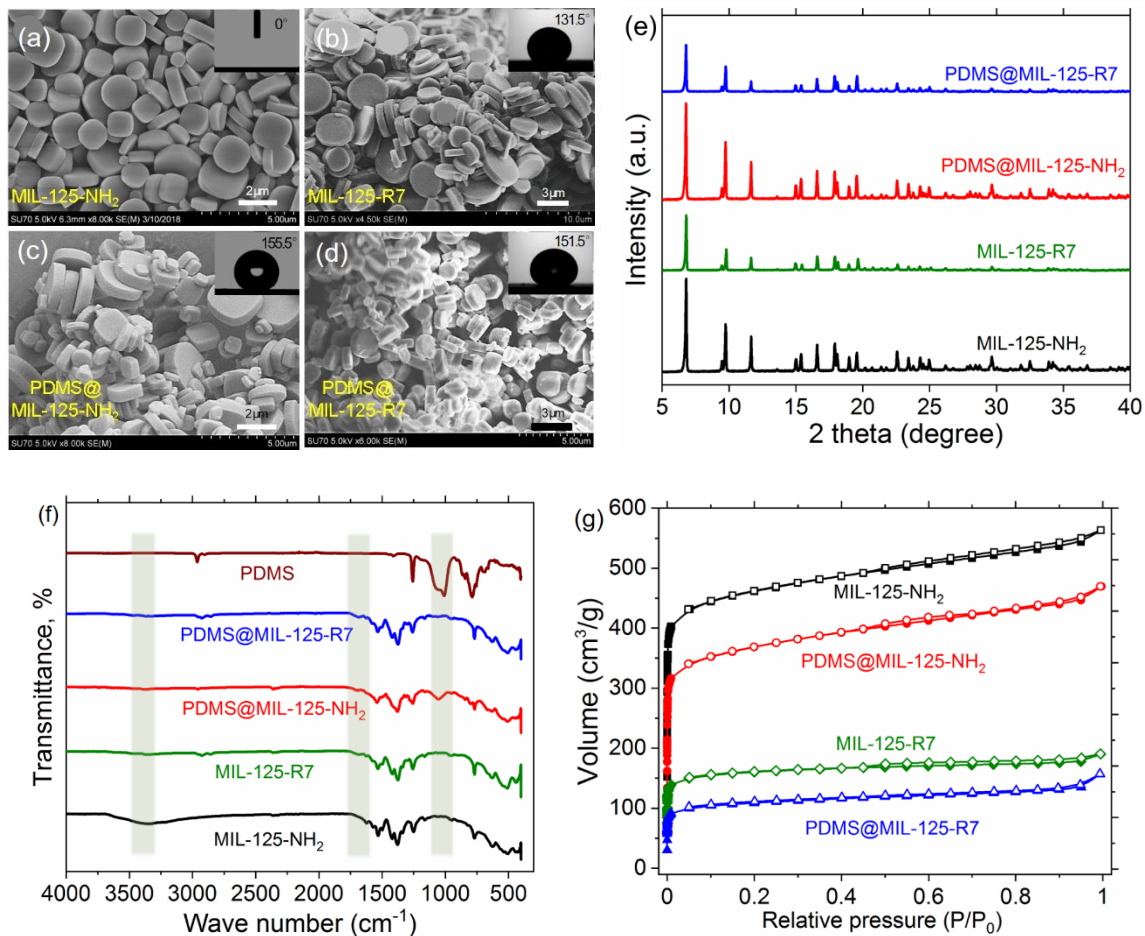 (a)
0°
MIL-125-NH₂
2μm
SU70 5.0kV 6.3mm x8.00k SE(M) 3/10/2018
5.00um
(b)
131.5°
MIL-125-R7
3μm
SU70 5.0kV x4.50k SE(M)
10.0um
(c)
155.5°
PDMS@
MIL-125-NH₂
2μm
SU70 5.0kV x8.00k SE(M)
5.00um
(d)
151.5°
PDMS@
MIL-125-R7
3μm
SU70 5.0kV x6.00k SE(M)
5.00um
(e)
PDMS@MIL-125-R7
PDMS@MIL-125-NH₂
MIL-125-R7
MIL-125-NH₂
Intensity (a.u.)
5 10 15 20 25 30 35 40
2 theta (degree)
(f)
PDMS
PDMS@MIL-125-R7
PDMS@MIL-125-NH₂
MIL-125-R7
MIL-125-NH₂
Transmittance, %
4000 3500 3000 2500 2000 1500 1000 500
Wave number (cm⁻¹)
(g)
600
500
400
300
200
100
0
MIL-125-NH₂
PDMS@MIL-125-NH₂
MIL-125-R7
PDMS@MIL-125-R7
Volume (cm³/g)
0 0.2 0.4 0.6 0.8 1
Relative pressure (P/P₀)